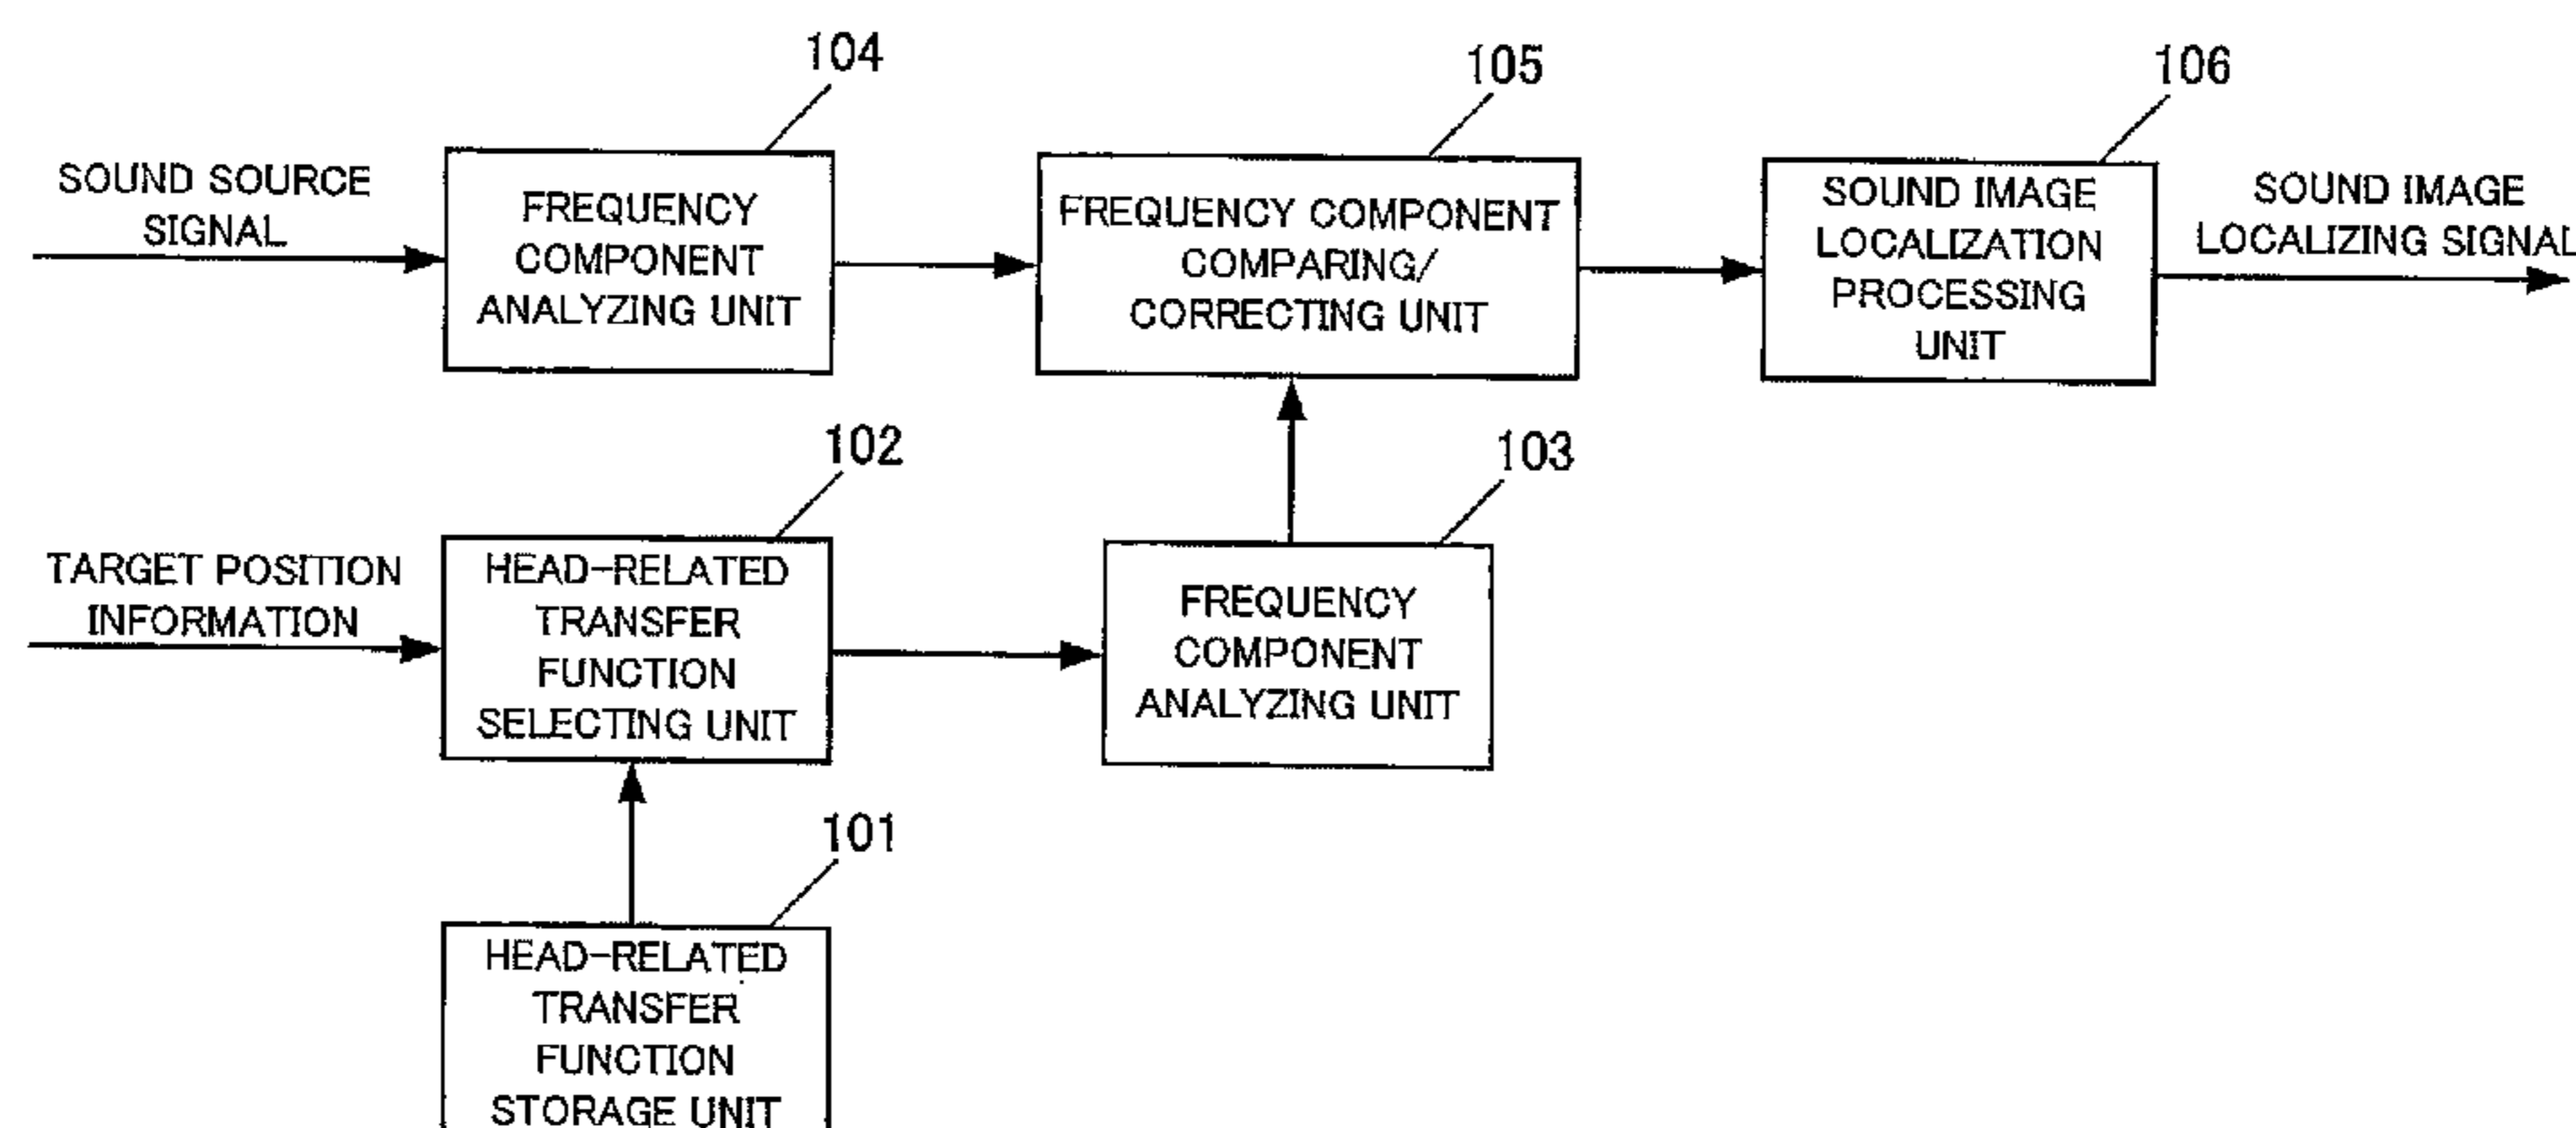 104
105
106
SOUND SOURCE
SIGNAL
FREQUENCY
COMPONENT
ANALYZING UNIT
FREQUENCY COMPONENT
COMPARING/
CORRECTING UNIT
SOUND IMAGE
LOCALIZATION
PROCESSING
UNIT
SOUND IMAGE
LOCALIZING SIGNAL
102
103
TARGET POSITION
INFORMATION
HEAD-RELATED
TRANSFER
FUNCTION
SELECTING UNIT
FREQUENCY
COMPONENT
ANALYZING UNIT
101
HEAD-RELATED
TRANSFER
FUNCTION
STORAGE UNIT